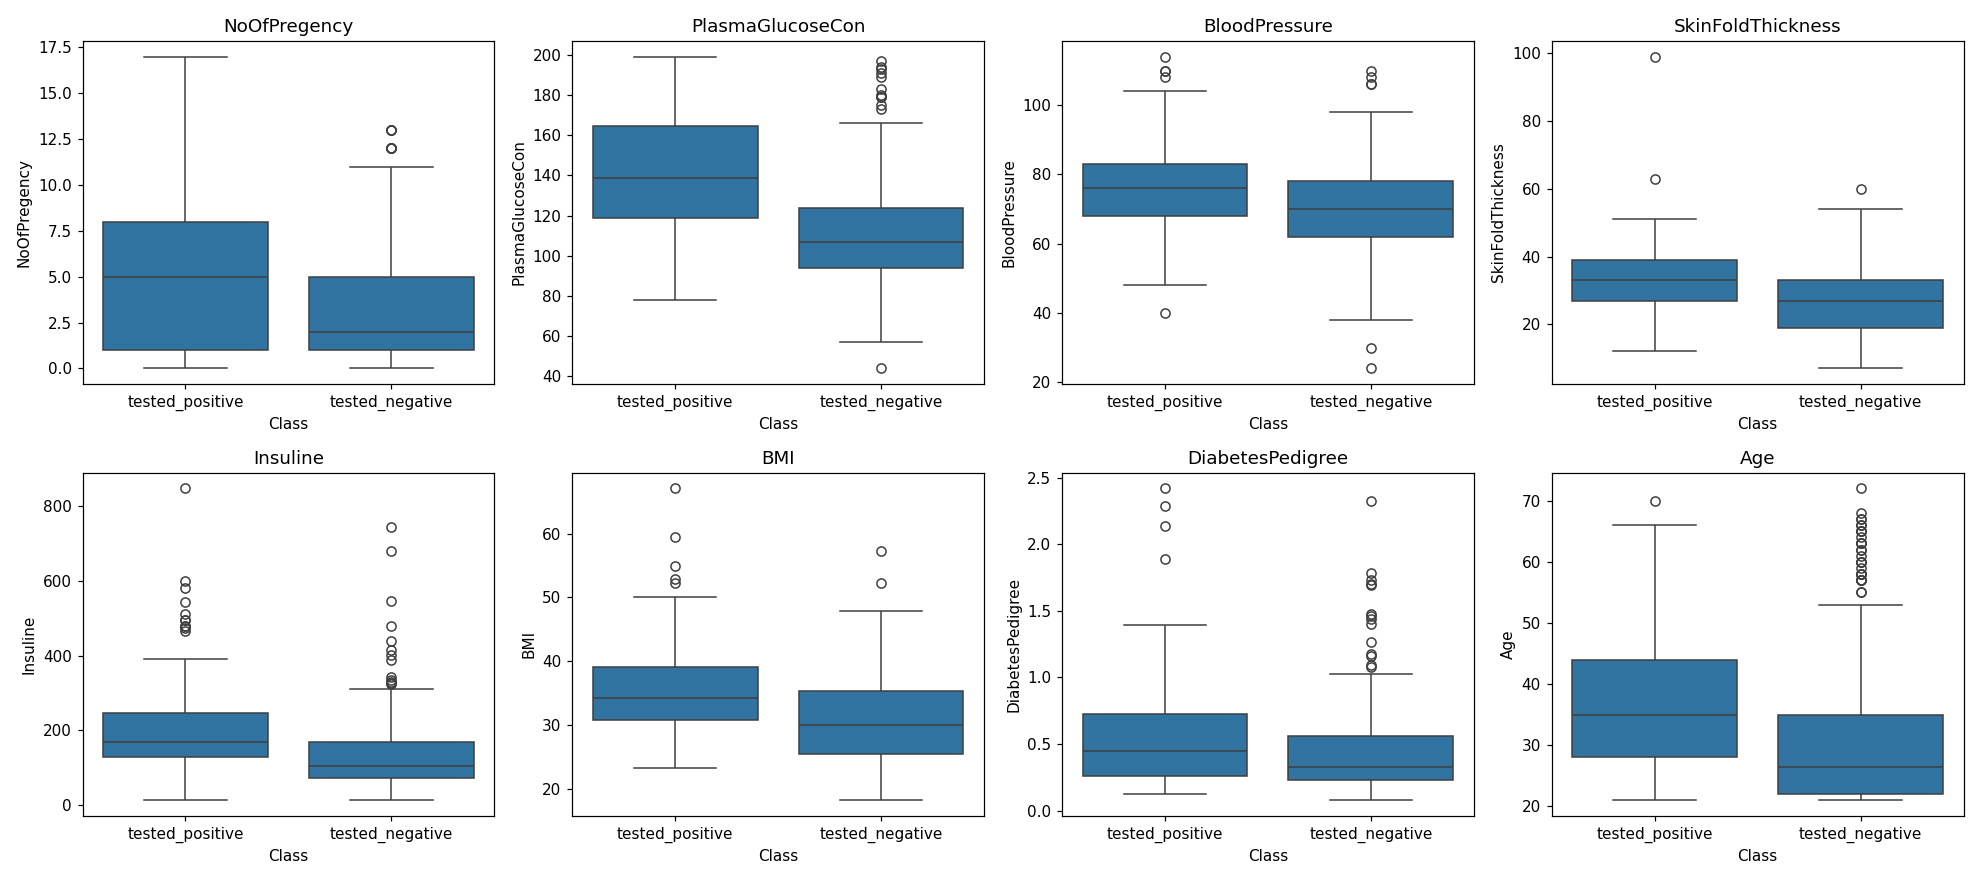 NoOfPregency
PlasmaGlucoseCon
BloodPressure
SkinFoldThickness
NoOfPregency
17.5
15.0
12.5
10.0
7.5
5.0
2.5
0.0
tested_positive
tested_negative
Class
PlasmaGlucoseCon
200
180
160
140
120
100
80
60
40
tested_positive
tested_negative
Class
BloodPressure
100
80
60
40
20
tested_positive
tested_negative
Class
SkinFoldThickness
100
80
60
40
20
tested_positive
tested_negative
Class
Insuline
BMI
DiabetesPedigree
Age
Insuline
800
600
400
200
0
tested_positive
tested_negative
Class
BMI
60
50
40
30
20
tested_positive
tested_negative
Class
DiabetesPedigree
2.5
2.0
1.5
1.0
0.5
0.0
tested_positive
tested_negative
Class
Age
70
60
50
40
30
20
tested_positive
tested_negative
Class